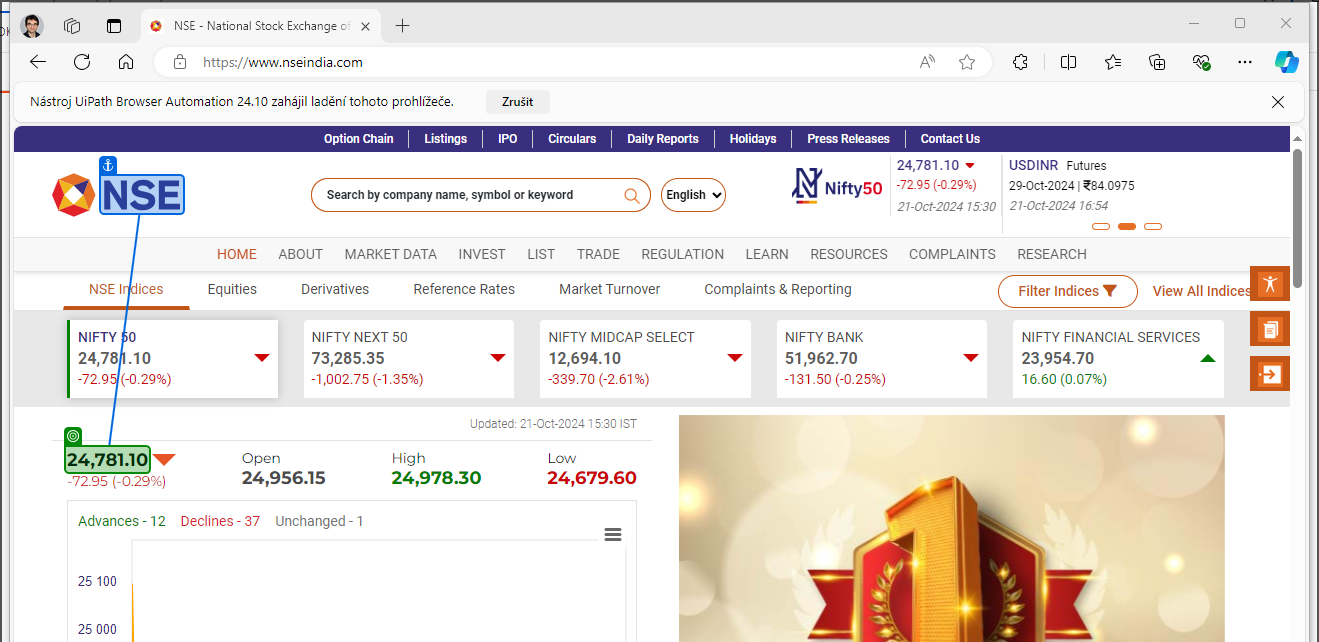 NSE - National Stock Exchange of
https://www.nseindia.com
Nástroj UiPath Browser Automation 24.10 zahájil ladění tohoto prohlížeče.
Zrušit
Option Chain
Listings
IPO
Circulars
Daily Reports
Holidays
Press Releases
Contact Us
NSE
Search by company name, symbol or keyword
English
Nifty50
24,781.10
-72.95 (-0.29%)
21-Oct-2024 15:30
USDINR Futures
29-Oct-2024 | ₹84.0975
21-Oct-2024 16:54
HOME
ABOUT
MARKET DATA
INVEST
LIST
TRADE
REGULATION
LEARN
RESOURCES
COMPLAINTS
RESEARCH
NSE Indices
Equities
Derivatives
Reference Rates
Market Turnover
Complaints & Reporting
Filter Indices
View All Indices
NIFTY 50
24,781.10
-72.95 (-0.29%)
NIFTY NEXT 50
73,285.35
-1,002.75 (-1.35%)
NIFTY MIDCAP SELECT
12,694.10
-339.70 (-2.61%)
NIFTY BANK
51,962.70
-131.50 (-0.25%)
NIFTY FINANCIAL SERVICES
23,954.70
16.60 (0.07%)
Updated: 21-Oct-2024 15:30 IST
24,781.10
-72.95 (-0.29%)
Open
24,956.15
High
24,978.30
Low
24,679.60
Advances - 12
Declines - 37
Unchanged - 1
25 100
25 000
1